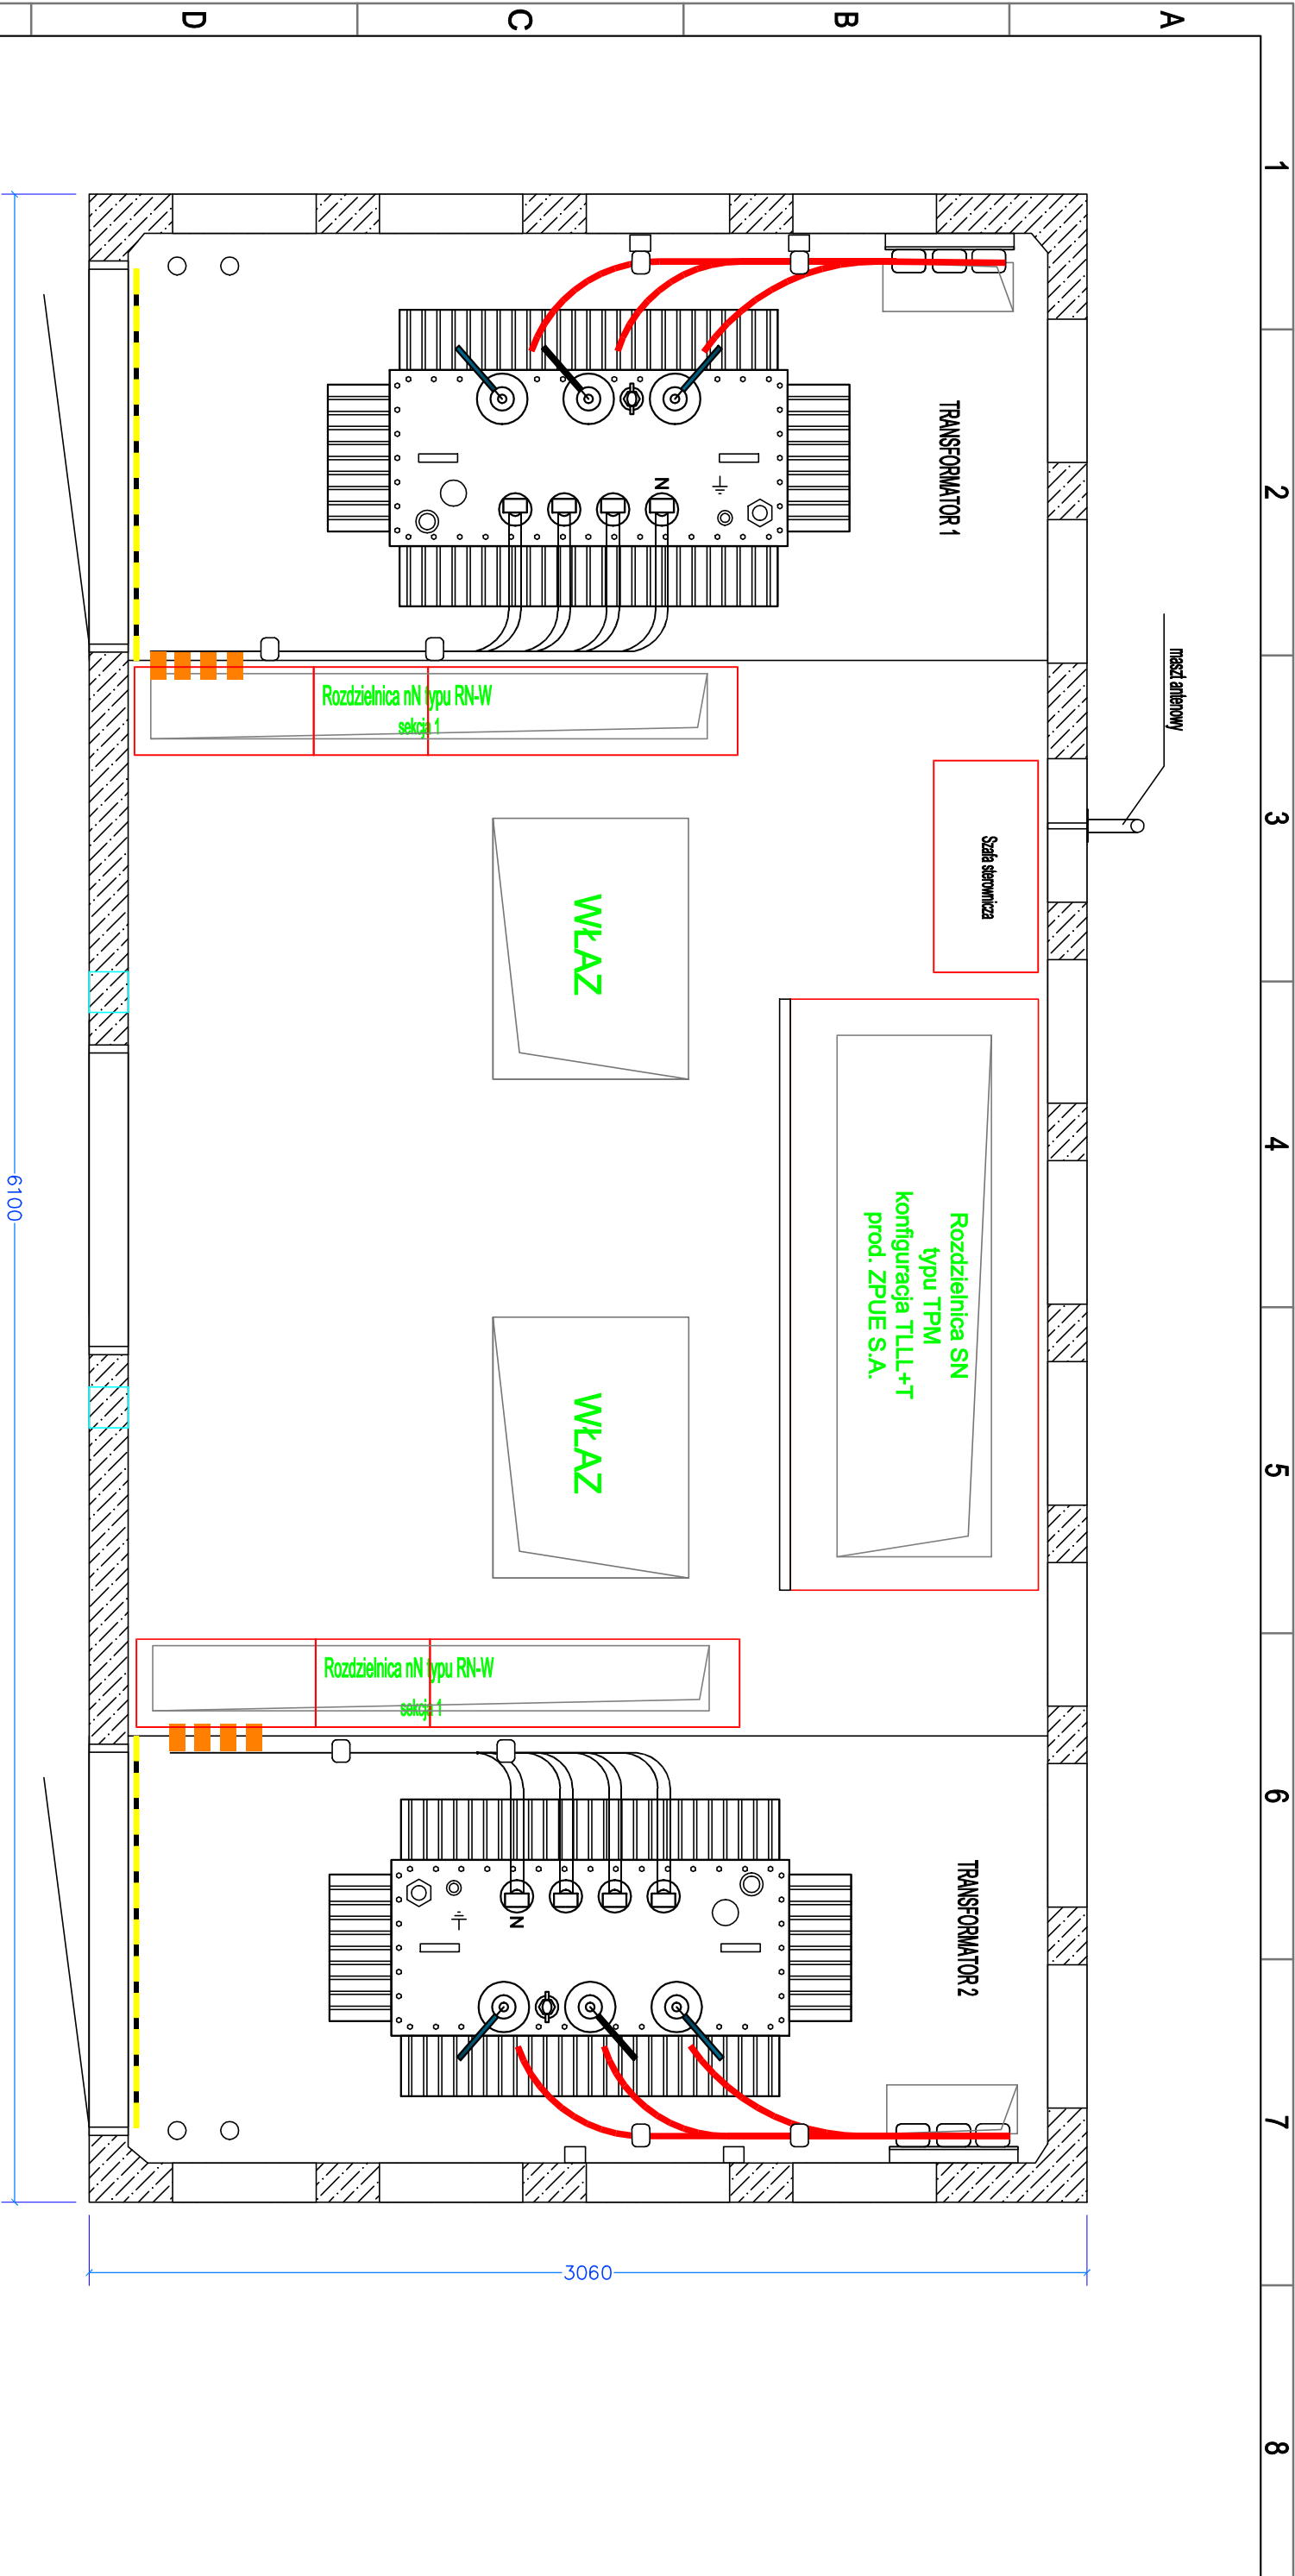 1
2
3
4
5
6
7
8
A
B
C
D
maszt antenowy
TRANSFORMATOR 1
N
Rozdzielnica nN typu RN-W
sekcja 1
Szafa sterownicza
WŁAZ
Rozdzielnica SN
typu TPM
konfiguracja TLLL+T
prod. ZPUE S.A.
WŁAZ
Rozdzielnica nN typu RN-W
sekcja 1
TRANSFORMATOR 2
N
6100
3060